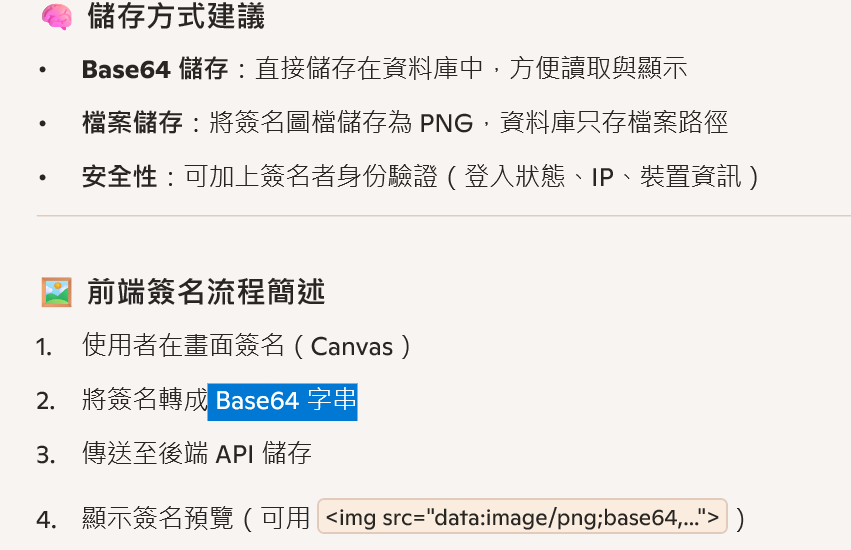 🧠 儲存方式建議
• Base64 儲存：直接儲存在資料庫中，方便讀取與顯示
• 檔案儲存：將簽名圖檔儲存為 PNG，資料庫只存檔案路徑
• 安全性：可加上簽名者身份驗證（登入狀態、IP、裝置資訊）
🖼️ 前端簽名流程簡述
1. 使用者在畫面簽名（Canvas）
2. 將簽名轉成 Base64 字串
3. 傳送至後端 API 儲存
4. 顯示簽名預覽（可用 <img src="data:image/png;base64,...">）